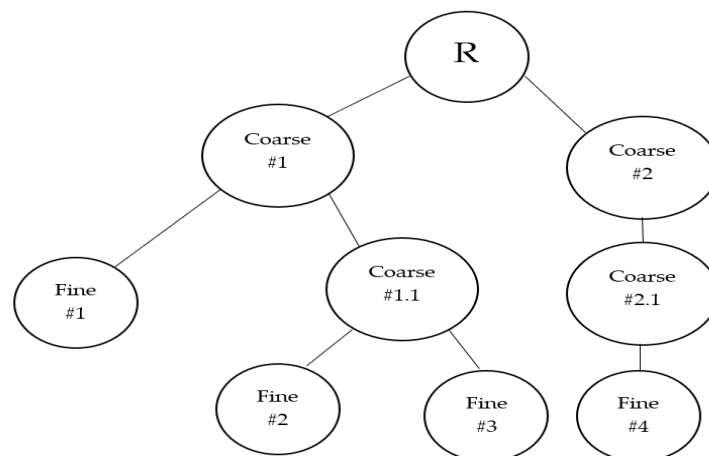 R
Coarse
#1
Coarse
#2
Fine
#1
Coarse
#1.1
Coarse
#2.1
Fine
#2
Fine
#3
Fine
#4